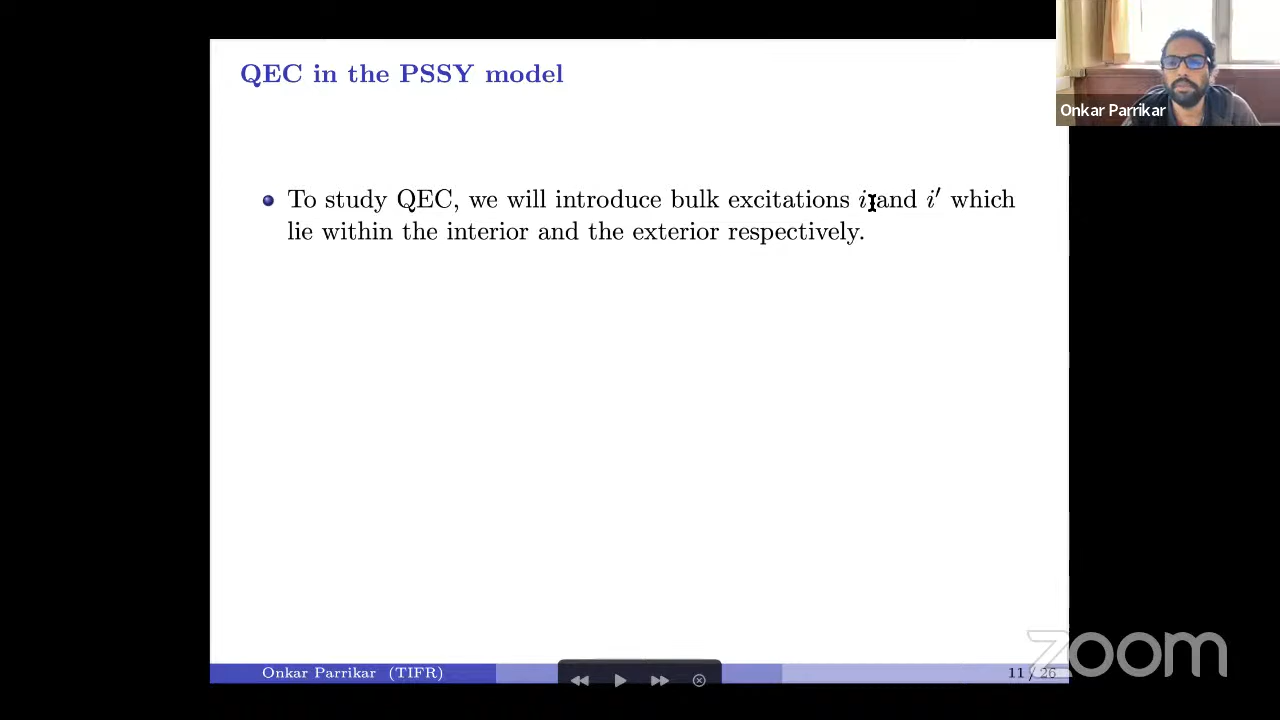 QEC in the PSSY model
Onkar Parrikar
To study QEC, we will introduce bulk excitations i and i′ which
lie within the interior and the exterior respectively.
Onkar Parrikar (TIFR)
11 / 26
zoom